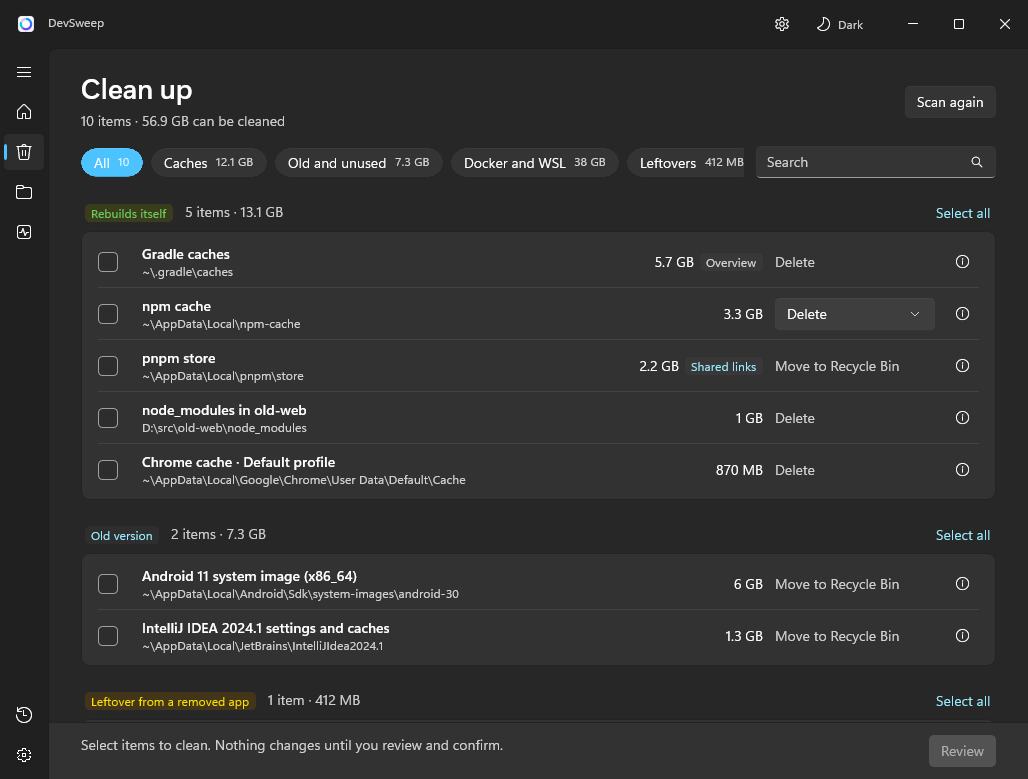 DevSweep
Dark
Clean up
10 items · 56.9 GB can be cleaned
Scan again
All 10
Caches 12.1 GB
Old and unused 7.3 GB
Docker and WSL 38 GB
Leftovers 412 MB
Search
Rebuilds itself 5 items · 13.1 GB Select all
Gradle caches
~\.gradle\caches
5.7 GB Overview Delete
npm cache
~\AppData\Local\npm-cache
3.3 GB Delete
pnpm store
~\AppData\Local\pnpm\store
2.2 GB Shared links Move to Recycle Bin
node_modules in old-web
D:\src\old-web\node_modules
1 GB Delete
Chrome cache · Default profile
~\AppData\Local\Google\Chrome\User Data\Default\Cache
870 MB Delete
Old version 2 items · 7.3 GB Select all
Android 11 system image (x86_64)
~\AppData\Local\Android\Sdk\system-images\android-30
6 GB Move to Recycle Bin
IntelliJ IDEA 2024.1 settings and caches
~\AppData\Local\JetBrains\IntelliJIdea2024.1
1.3 GB Move to Recycle Bin
Leftover from a removed app 1 item · 412 MB Select all
Select items to clean. Nothing changes until you review and confirm.
Review